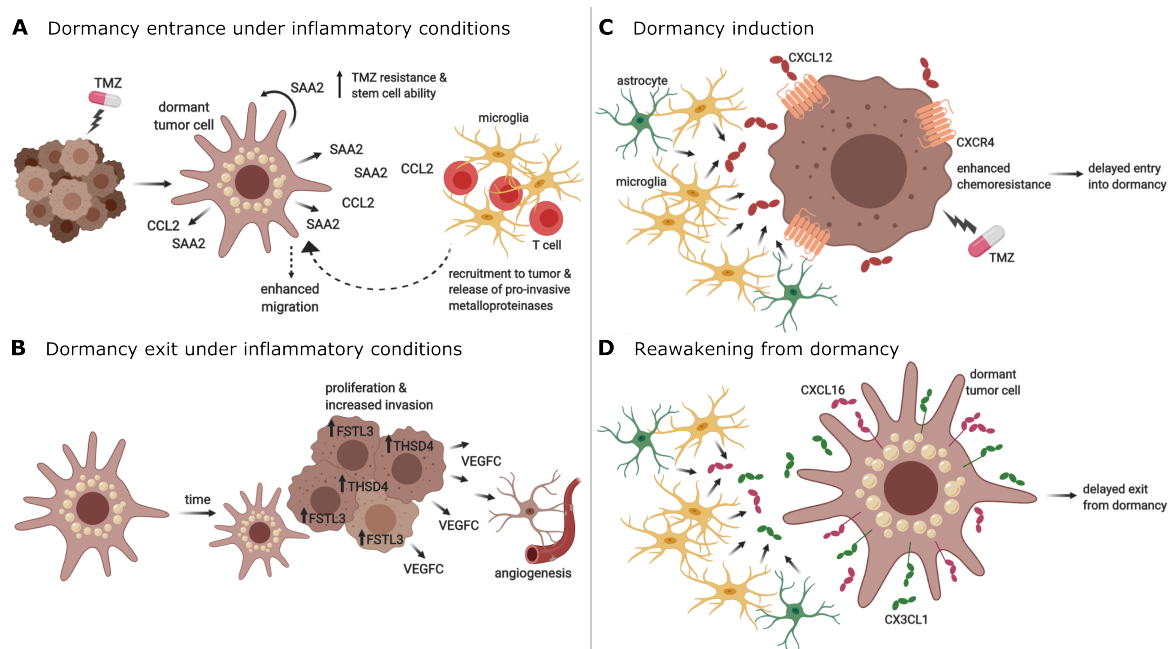 A Dormancy entrance under inflammatory conditions
TMZ
dormant
tumor cell
SAA2
TMZ resistance &
stem cell ability
SAA2
SAA2
CCL2
SAA2
CCL2
SAA2
enhanced
migration
microglia
CCL2
T cell
recruitment to tumor &
release of pro-invasive
metalloproteinases
B Dormancy exit under inflammatory conditions
time
proliferation &
increased invasion
FSTL3
THSD4
THSD4
FSTL3
FSTL3
VEGFC
VEGFC
VEGFC
angiogenesis
C Dormancy induction
astrocyte
microglia
CXCL12
CXCR4
enhanced
chemoresistance
delayed entry
into dormancy
TMZ
D Reawakening from dormancy
CXCL16
dormant
tumor cell
delayed exit
from dormancy
CX3CL1